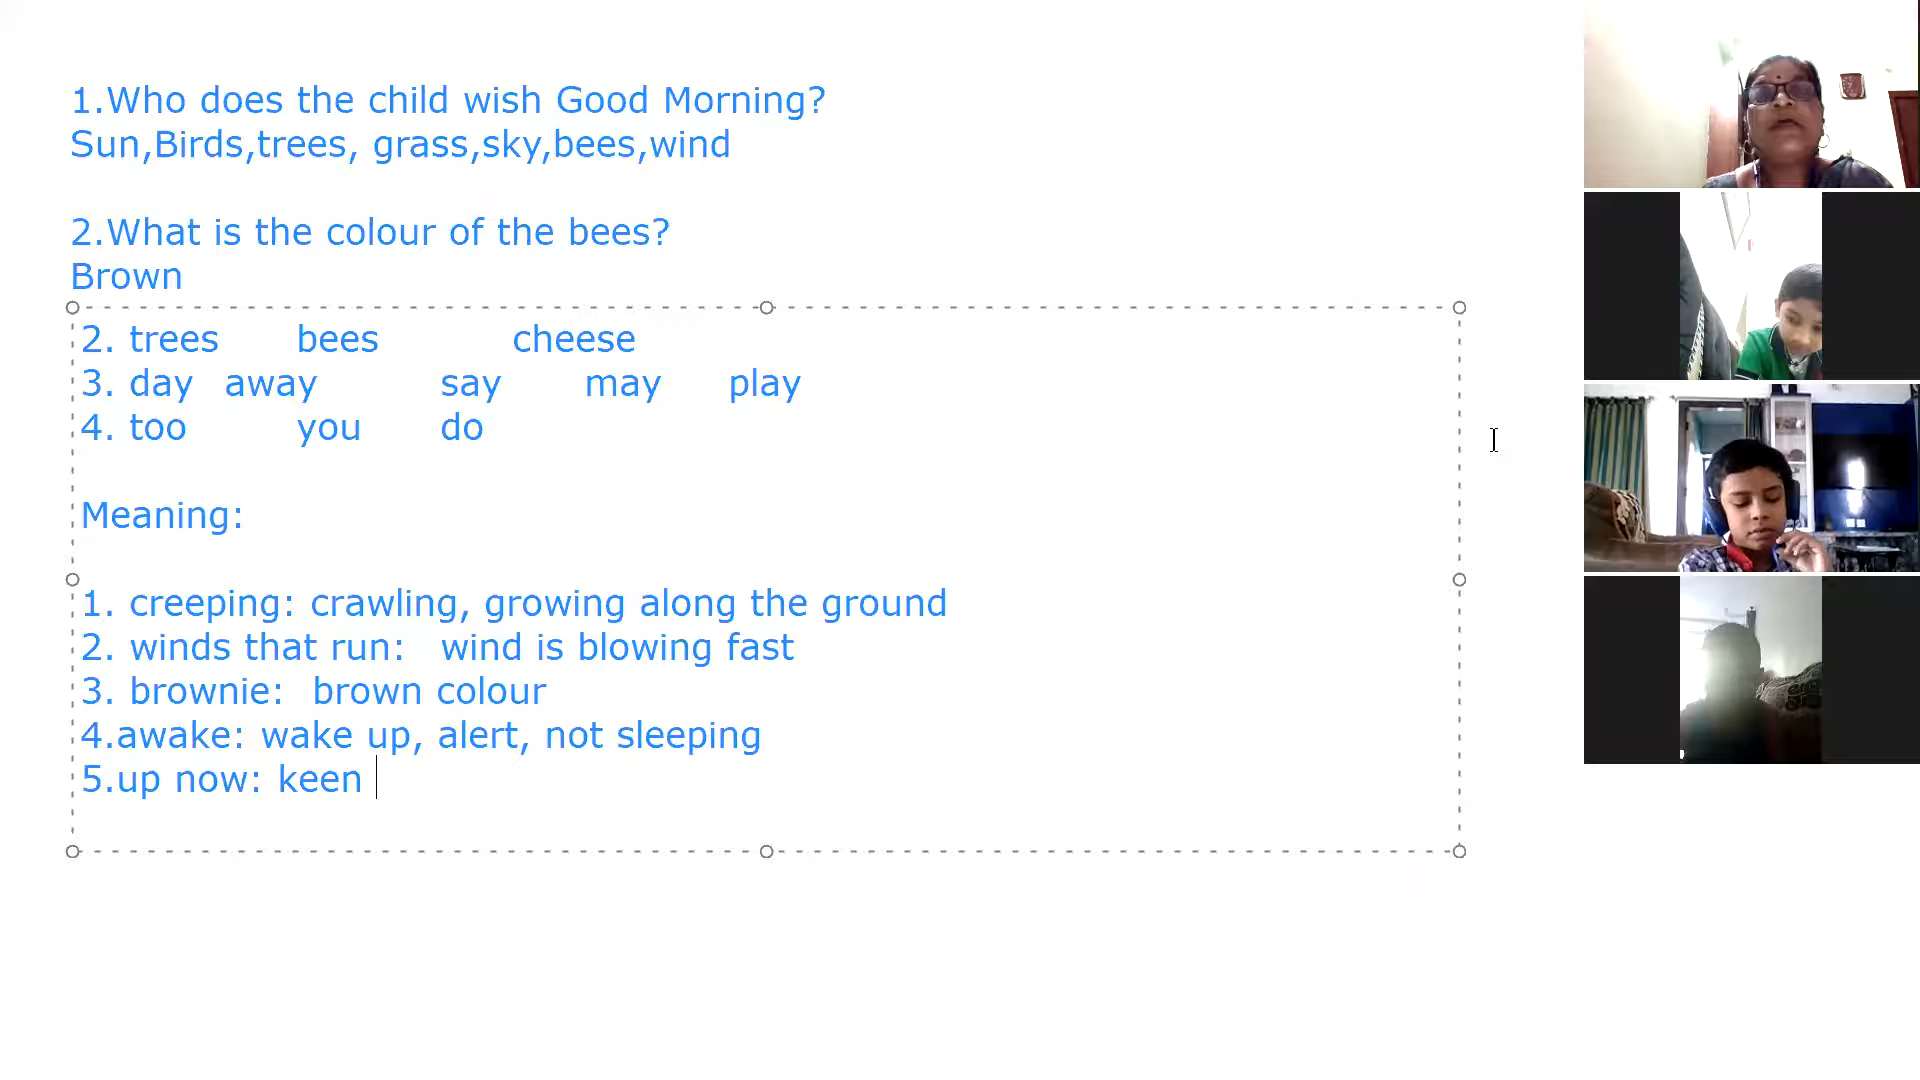 1.Who does the child wish Good Morning?
Sun,Birds,trees, grass,sky,bees,wind
2.What is the colour of the bees?
Brown
2. trees bees cheese
3. day away say may play
4. too you do
Meaning:
1. creeping: crawling, growing along the ground
2. winds that run: wind is blowing fast
3. brownie: brown colour
4.awake: wake up, alert, not sleeping
5.up now: keen